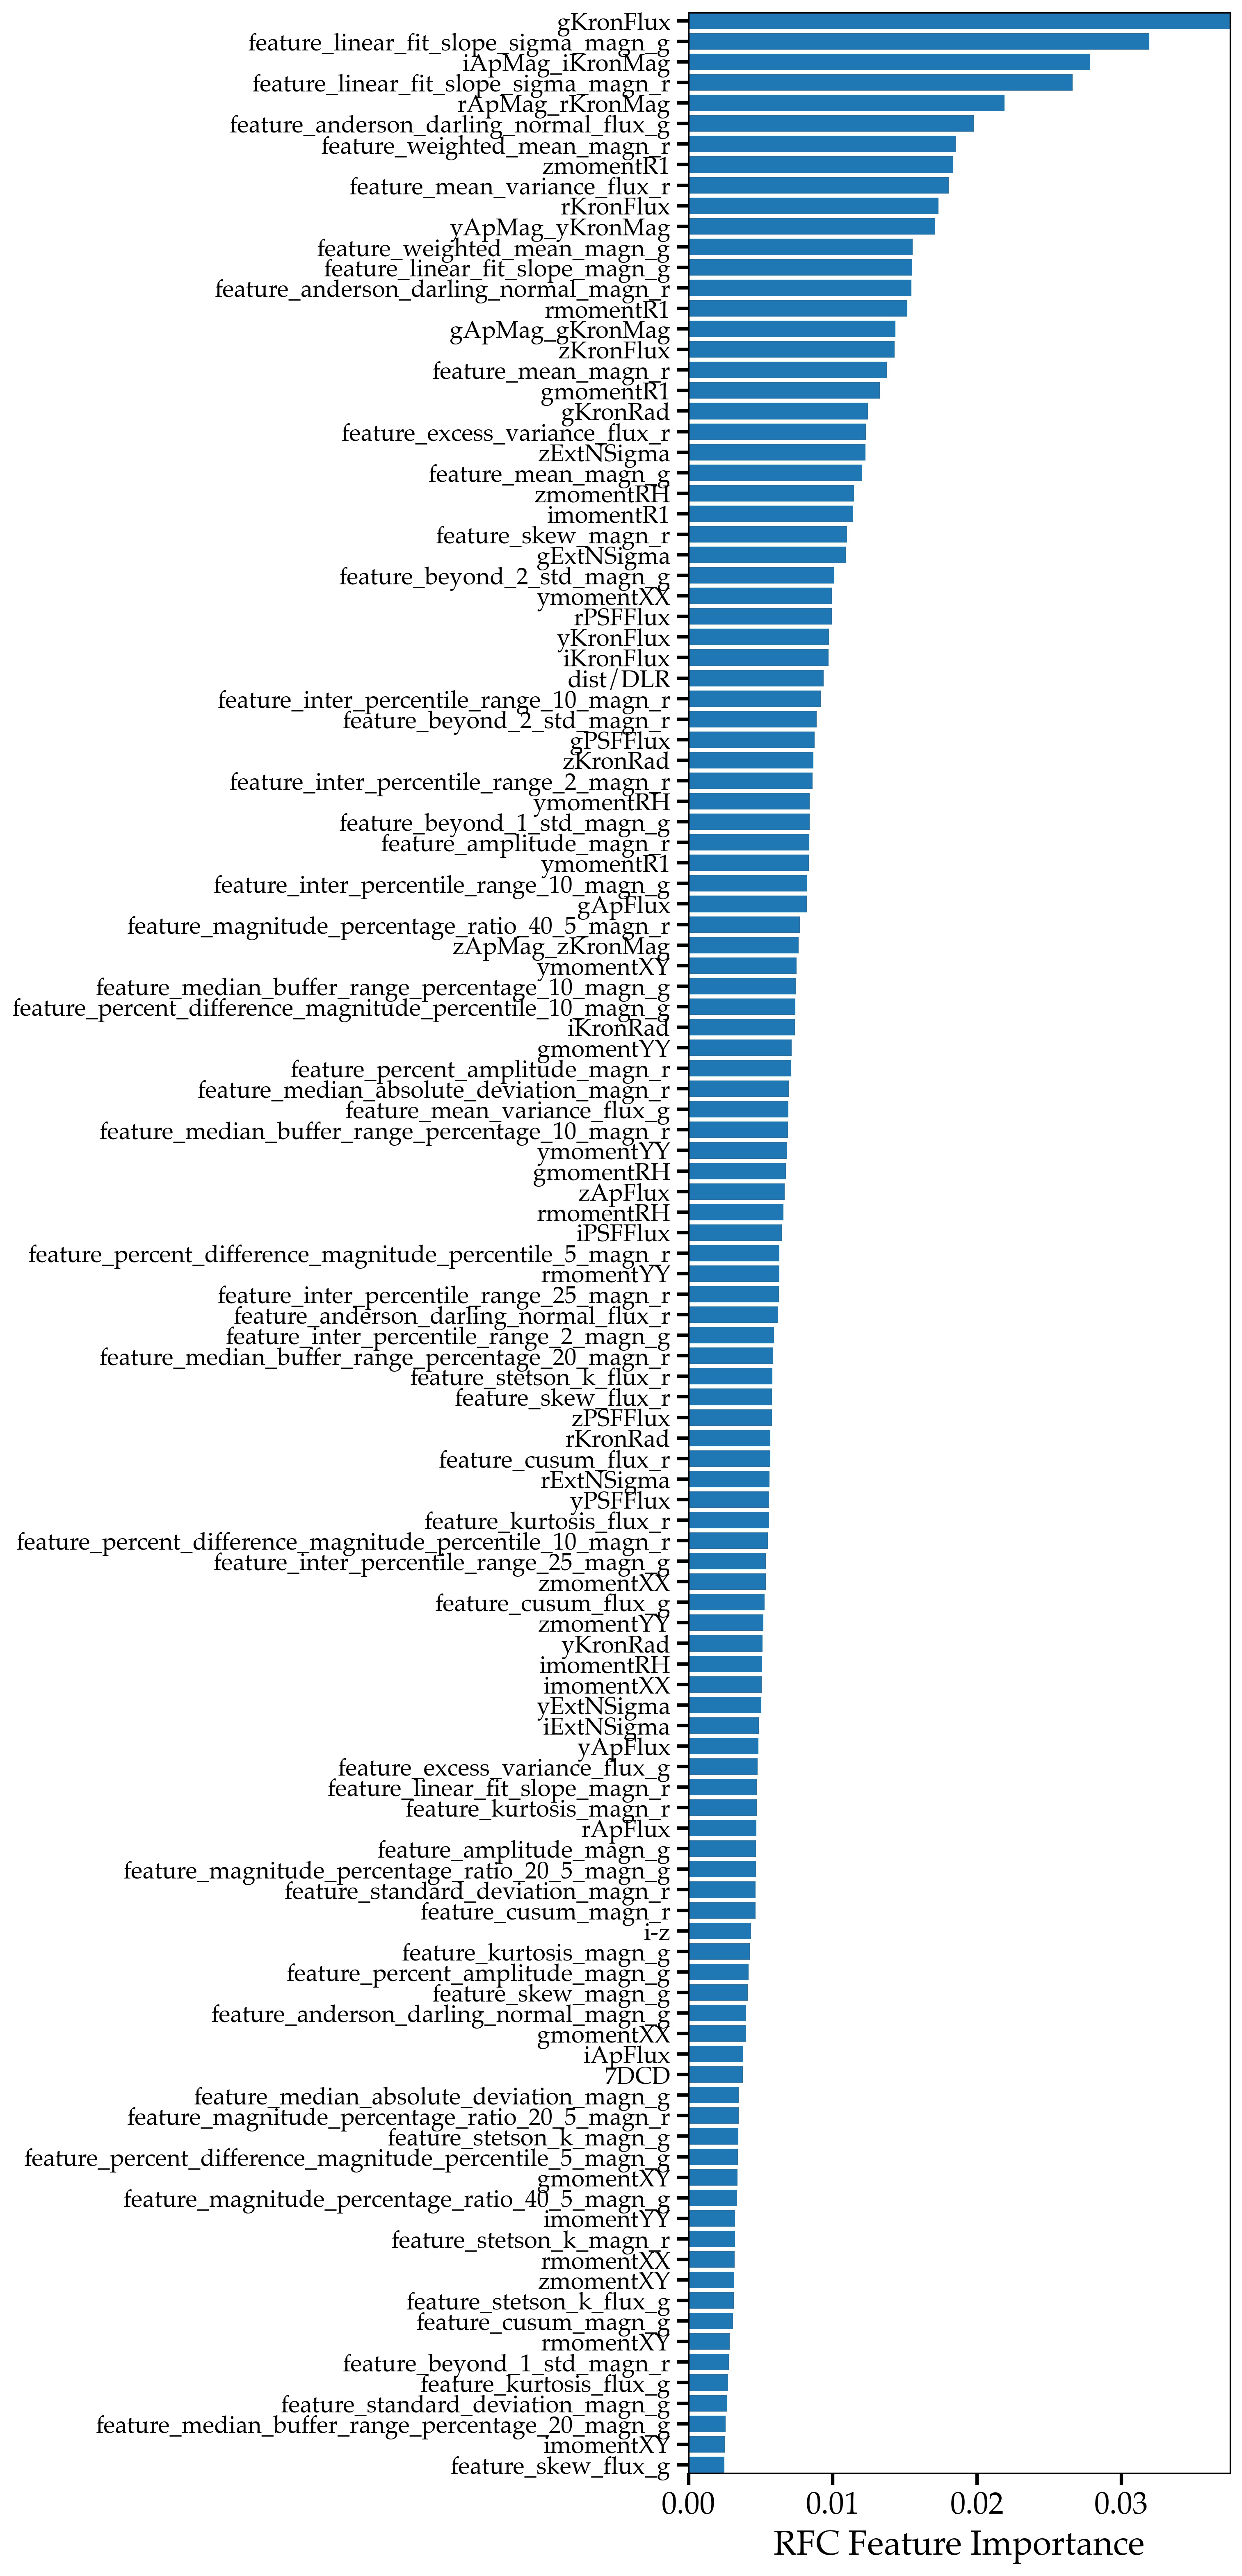 gKronFlux
feature_linear_fit_slope_sigma_magn_g
iApMag_iKronMag
feature_linear_fit_slope_sigma_magn_r
rApMag_rKronMag
feature_anderson_darling_normal_flux_g
feature_weighted_mean_magn_r
zmomentR1
feature_mean_variance_flux_r
rKronFlux
yApMag_yKronMag
feature_weighted_mean_magn_g
feature_linear_fit_slope_magn_g
feature_anderson_darling_normal_magn_r
rmomentR1
gApMag_gKronMag
zKronFlux
feature_mean_magn_r
gmomentR1
gKronRad
feature_excess_variance_flux_r
zExtNSigma
feature_mean_magn_g
zmomentRH
imomentR1
feature_skew_magn_r
gExtNSigma
feature_beyond_2_std_magn_g
ymomentXX
rPSFFlux
yKronFlux
iKronFlux
dist/DLR
feature_inter_percentile_range_10_magn_r
feature_beyond_2_std_magn_r
gPSFFlux
zKronRad
feature_inter_percentile_range_2_magn_r
ymomentRH
feature_beyond_1_std_magn_g
feature_amplitude_magn_r
ymomentR1
feature_inter_percentile_range_10_magn_g
gApFlux
feature_magnitude_percentage_ratio_40_5_magn_r
zApMag_zKronMag
ymomentXY
feature_median_buffer_range_percentage_10_magn_g
feature_percent_difference_magnitude_percentile_10_magn_g
iKronRad
gmomentYY
feature_percent_amplitude_magn_r
feature_median_absolute_deviation_magn_r
feature_mean_variance_flux_g
feature_median_buffer_range_percentage_10_magn_r
ymomentYY
gmomentRH
zApFlux
rmomentRH
iPSFFlux
feature_percent_difference_magnitude_percentile_5_magn_r
rmomentYY
feature_inter_percentile_range_25_magn_r
feature_anderson_darling_normal_flux_r
feature_inter_percentile_range_2_magn_g
feature_median_buffer_range_percentage_20_magn_r
feature_stetson_k_flux_r
feature_skew_flux_r
zPSFFlux
rKronRad
feature_cusum_flux_r
rExtNSigma
yPSFFlux
feature_kurtosis_flux_r
feature_percent_difference_magnitude_percentile_10_magn_r
feature_inter_percentile_range_25_magn_g
zmomentXX
feature_cusum_flux_g
zmomentYY
yKronRad
imomentRH
imomentXX
yExtNSigma
iExtNSigma
yApFlux
feature_excess_variance_flux_g
feature_linear_fit_slope_magn_r
feature_kurtosis_magn_r
rApFlux
feature_amplitude_magn_g
feature_magnitude_percentage_ratio_20_5_magn_g
feature_standard_deviation_magn_r
feature_cusum_magn_r
i-z
feature_kurtosis_magn_g
feature_percent_amplitude_magn_g
feature_skew_magn_g
feature_anderson_darling_normal_magn_g
gmomentXX
iApFlux
7DCD
feature_median_absolute_deviation_magn_g
feature_magnitude_percentage_ratio_20_5_magn_r
feature_stetson_k_magn_g
feature_percent_difference_magnitude_percentile_5_magn_g
gmomentXY
feature_magnitude_percentage_ratio_40_5_magn_g
imomentYY
feature_stetson_k_magn_r
rmomentXX
zmomentXY
feature_stetson_k_flux_g
feature_cusum_magn_g
rmomentXY
feature_beyond_1_std_magn_r
feature_kurtosis_flux_g
feature_standard_deviation_magn_g
feature_median_buffer_range_percentage_20_magn_g
imomentXY
feature_skew_flux_g
0.00 0.01 0.02 0.03
RFC Feature Importance